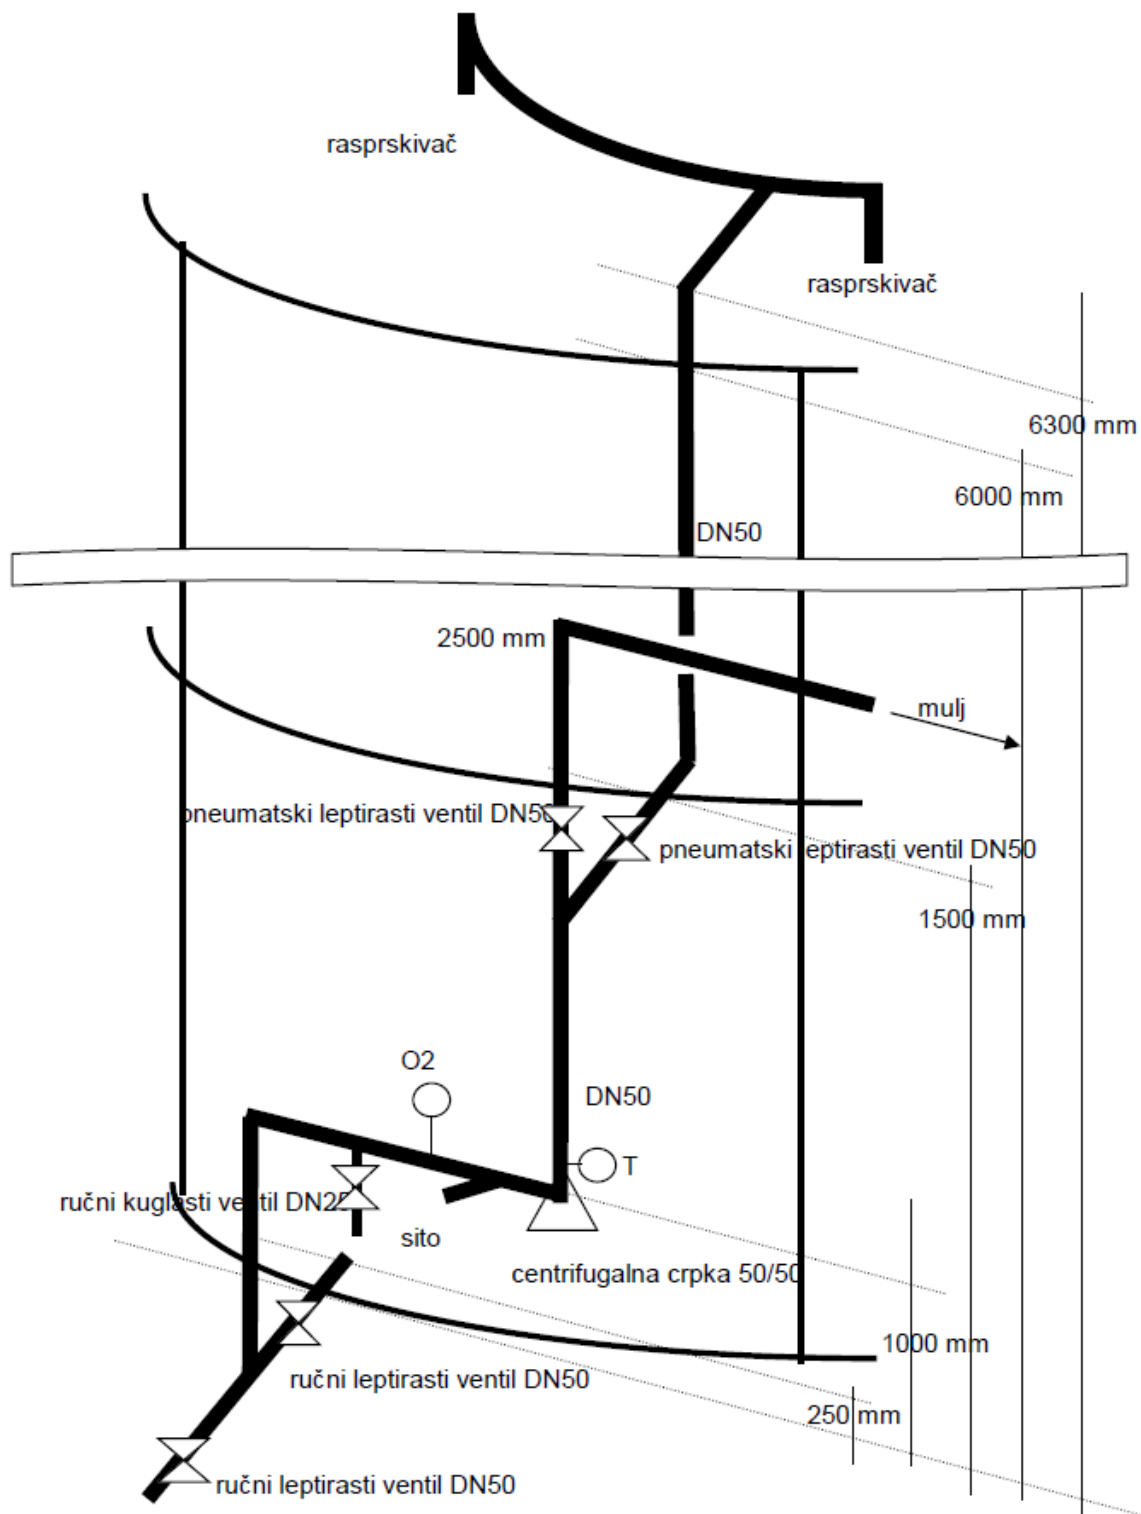 rasprskivač
rasprskivač
6300 mm
6000 mm
DN50
2500 mm
mulj
pneumatski leptirasti ventil DN50
pneumatski leptirasti ventil DN50
1500 mm
O2
DN50
T
ručni kuglasti ventil DN25
sito
centrifugalna crpka 50/50
1000 mm
ručni leptirasti ventil DN50
250 mm
ručni leptirasti ventil DN50